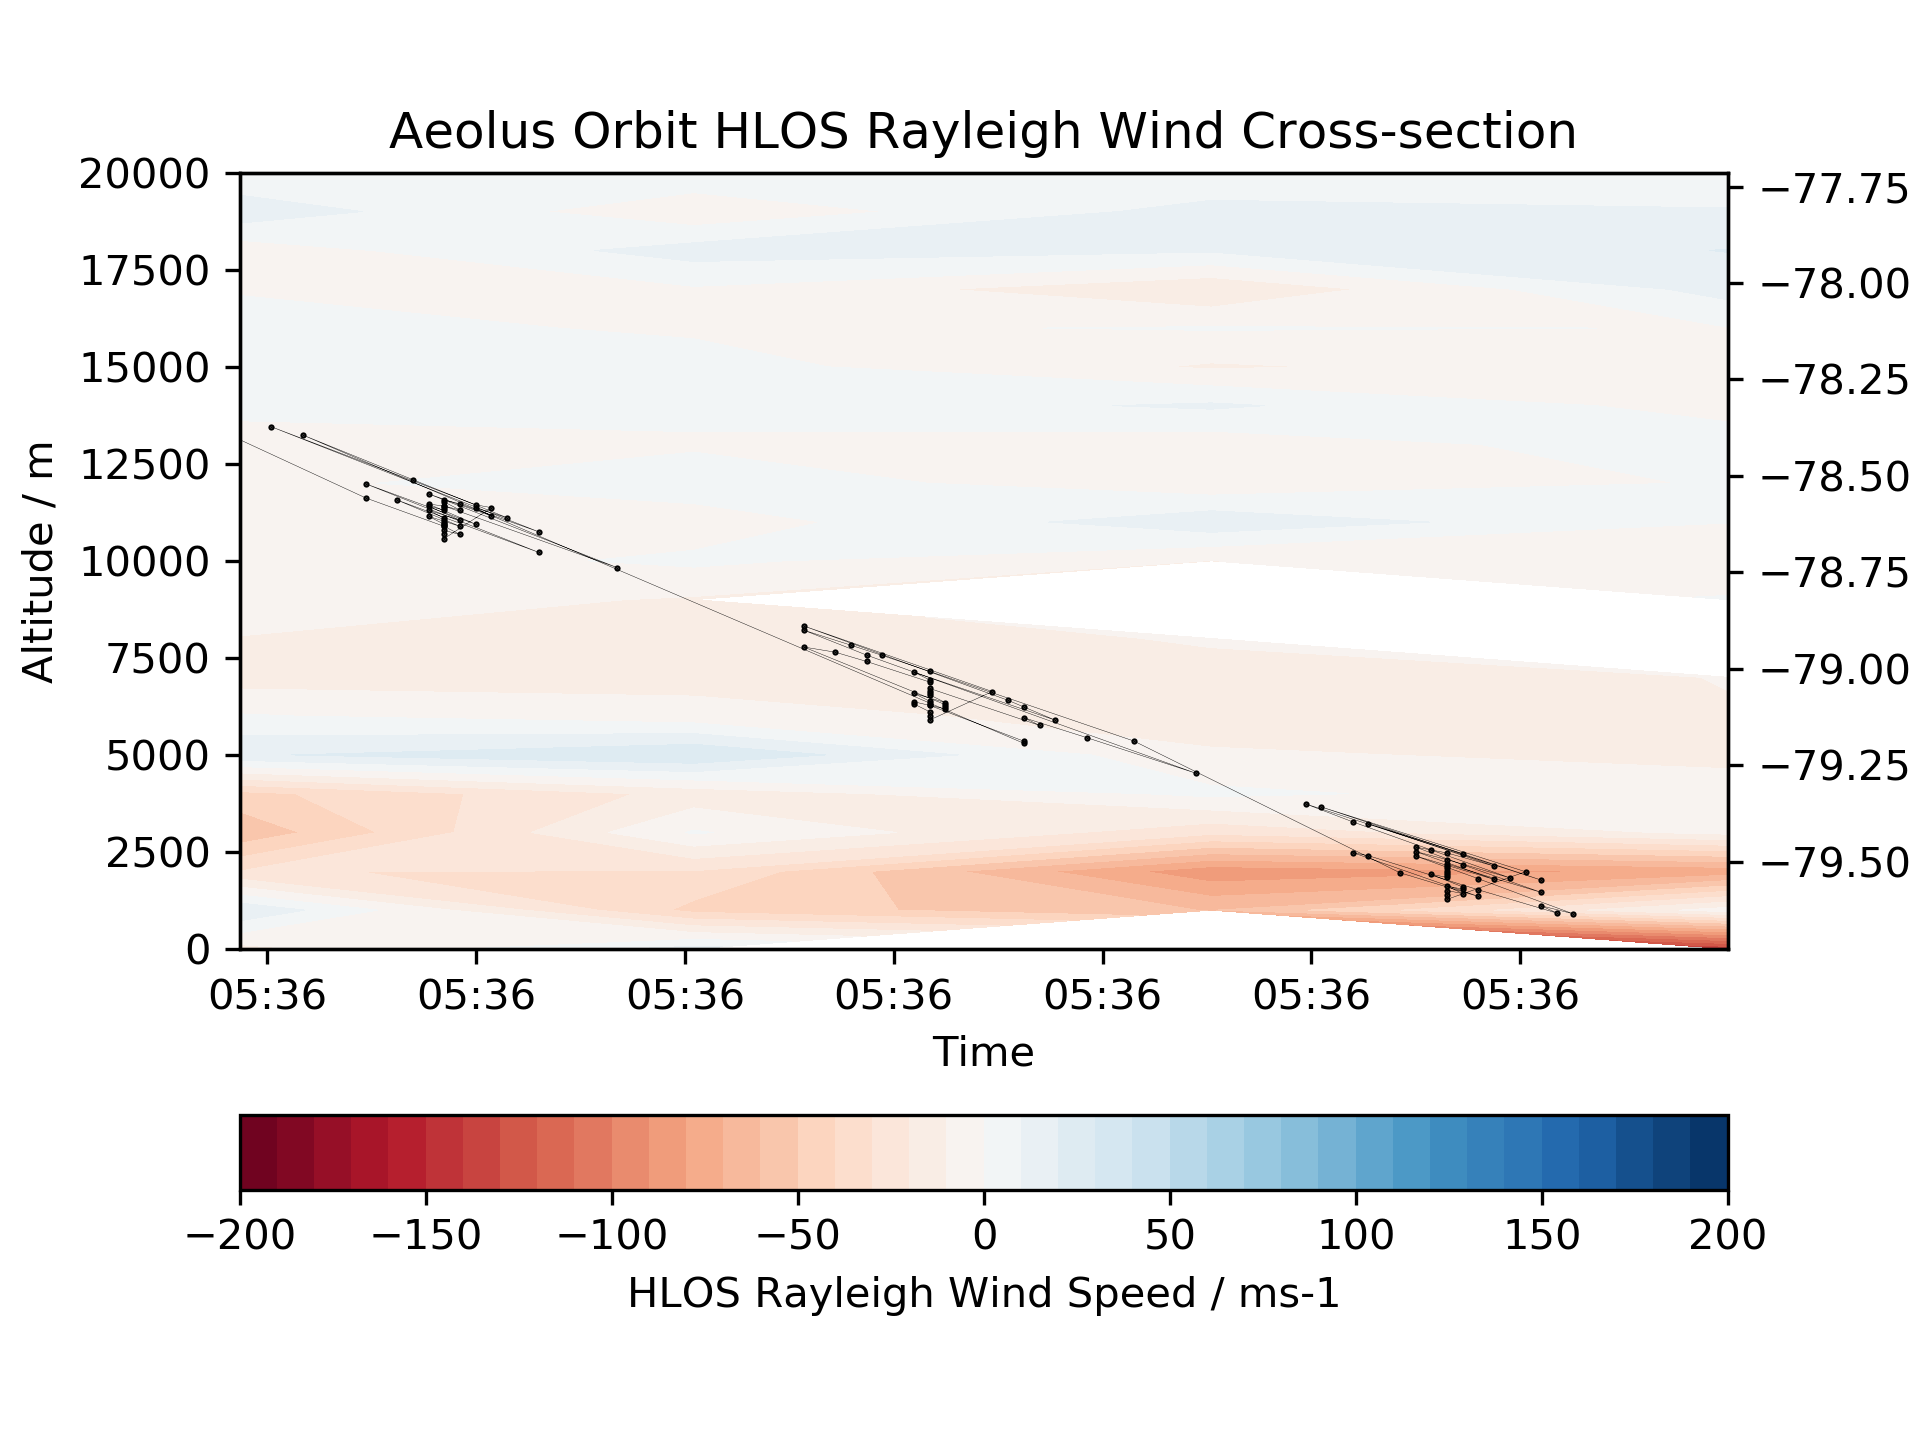 Aeolus Orbit HLOS Rayleigh Wind Cross-section
20000 −77.75
17500 −78.00
15000 −78.25
12500 −78.50
10000 −78.75
7500 −79.00
5000 −79.25
2500 −79.50
0
Altitude / m
05:36 05:36 05:36 05:36 05:36 05:36 05:36
Time
−200 −150 −100 −50 0 50 100 150 200
HLOS Rayleigh Wind Speed / ms-1